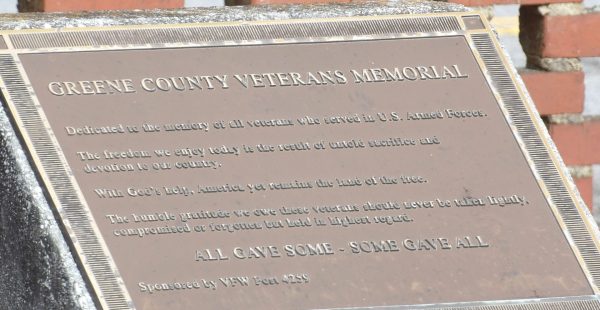 GREENE COUNTY VETERANS MEMORIAL
Dedicated to the memory of all veterans who served in U.S. Armed Forces.
The freedom we enjoy today is the result of untold sacrifice and
devotion to our country.
With God's help, America yet remains the land of the free.
The humble gratitude we owe these veterans should never be taken lightly,
compromised or forgotten but held in highest regard.
ALL GAVE SOME - SOME GAVE ALL
Sponsored by VFW Post 4299